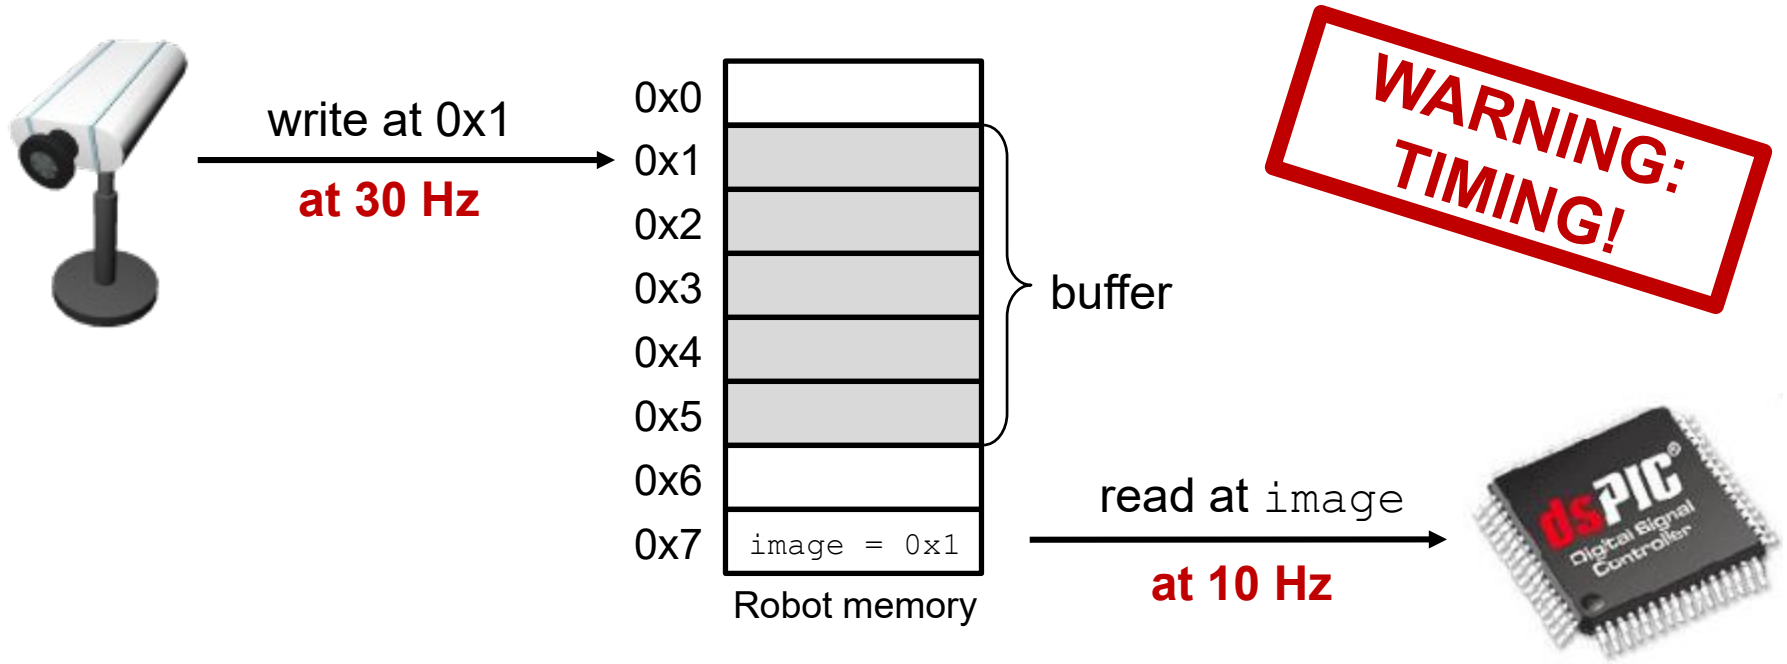 WARNING:
TIMING!
write at 0x1
at 30 Hz
0x0
0x1
0x2
0x3
0x4
0x5
0x6
0x7
buffer
image = 0x1
Robot memory
read at image
at 10 Hz
dsPIC®
Digital Signal
Controller